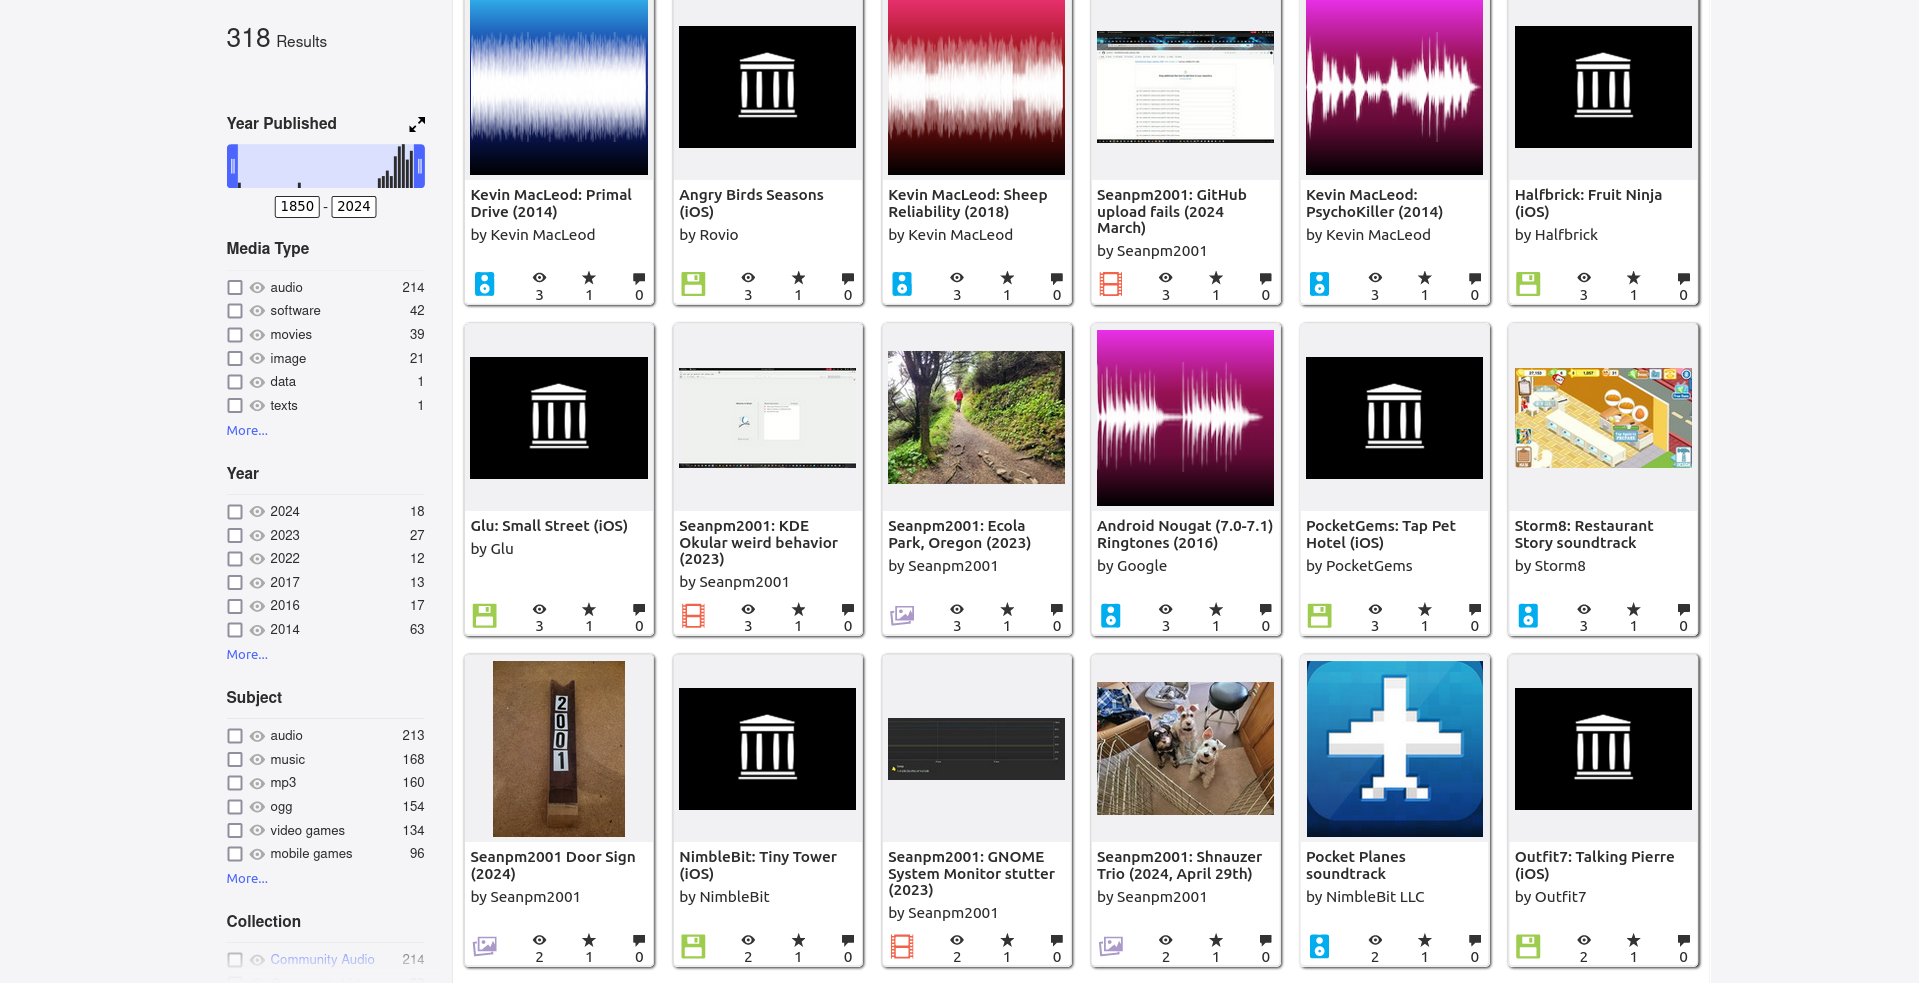 318 Results
Year Published
1850 - 2024
Media Type
audio 214
software 42
movies 39
image 21
data 1
texts 1
More...
Year
2024 18
2023 27
2022 12
2017 13
2016 17
2014 63
More...
Subject
audio 213
music 168
mp3 160
ogg 154
video games 134
mobile games 96
More...
Collection
Community Audio 214
Kevin MacLeod: Primal
Drive (2014)
by Kevin MacLeod
3 1 0
Angry Birds Seasons
(iOS)
by Rovio
3 1 0
Kevin MacLeod: Sheep
Reliability (2018)
by Kevin MacLeod
3 1 0
Seanpm2001: GitHub
upload fails (2024
March)
by Seanpm2001
3 1 0
Kevin MacLeod:
PsychoKiller (2014)
by Kevin MacLeod
3 1 0
Halfbrick: Fruit Ninja
(iOS)
by Halfbrick
3 1 0
Glu: Small Street (iOS)
by Glu
3 1 0
Seanpm2001: KDE
Okular weird behavior
(2023)
by Seanpm2001
3 1 0
Seanpm2001: Ecola
Park, Oregon (2023)
by Seanpm2001
3 1 0
Android Nougat (7.0-7.1)
Ringtones (2016)
by Google
3 1 0
PocketGems: Tap Pet
Hotel (iOS)
by PocketGems
3 1 0
Storm8: Restaurant
Story soundtrack
by Storm8
3 1 0
2001
Seanpm2001 Door Sign
(2024)
by Seanpm2001
2 1 0
NimbleBit: Tiny Tower
(iOS)
by NimbleBit
2 1 0
Seanpm2001: GNOME
System Monitor stutter
(2023)
by Seanpm2001
2 1 0
Seanpm2001: Shnauzer
Trio (2024, April 29th)
by Seanpm2001
2 1 0
Pocket Planes
soundtrack
by NimbleBit LLC
2 1 0
Outfit7: Talking Pierre
(iOS)
by Outfit7
2 1 0